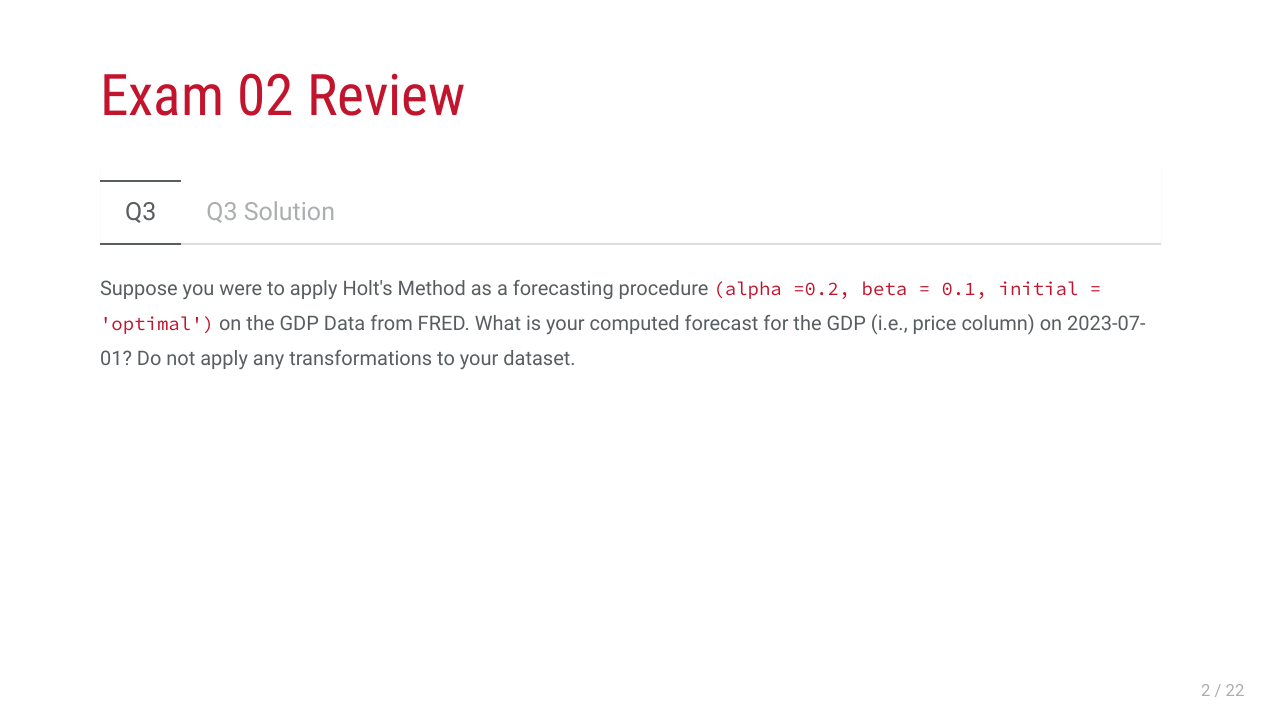 Exam 02 Review
Q3
Q3 Solution
Suppose you were to apply Holt's Method as a forecasting procedure (alpha =0.2, beta = 0.1, initial =
'optimal') on the GDP Data from FRED. What is your computed forecast for the GDP (i.e., price column) on 2023-07-
01? Do not apply any transformations to your dataset.
2 / 22